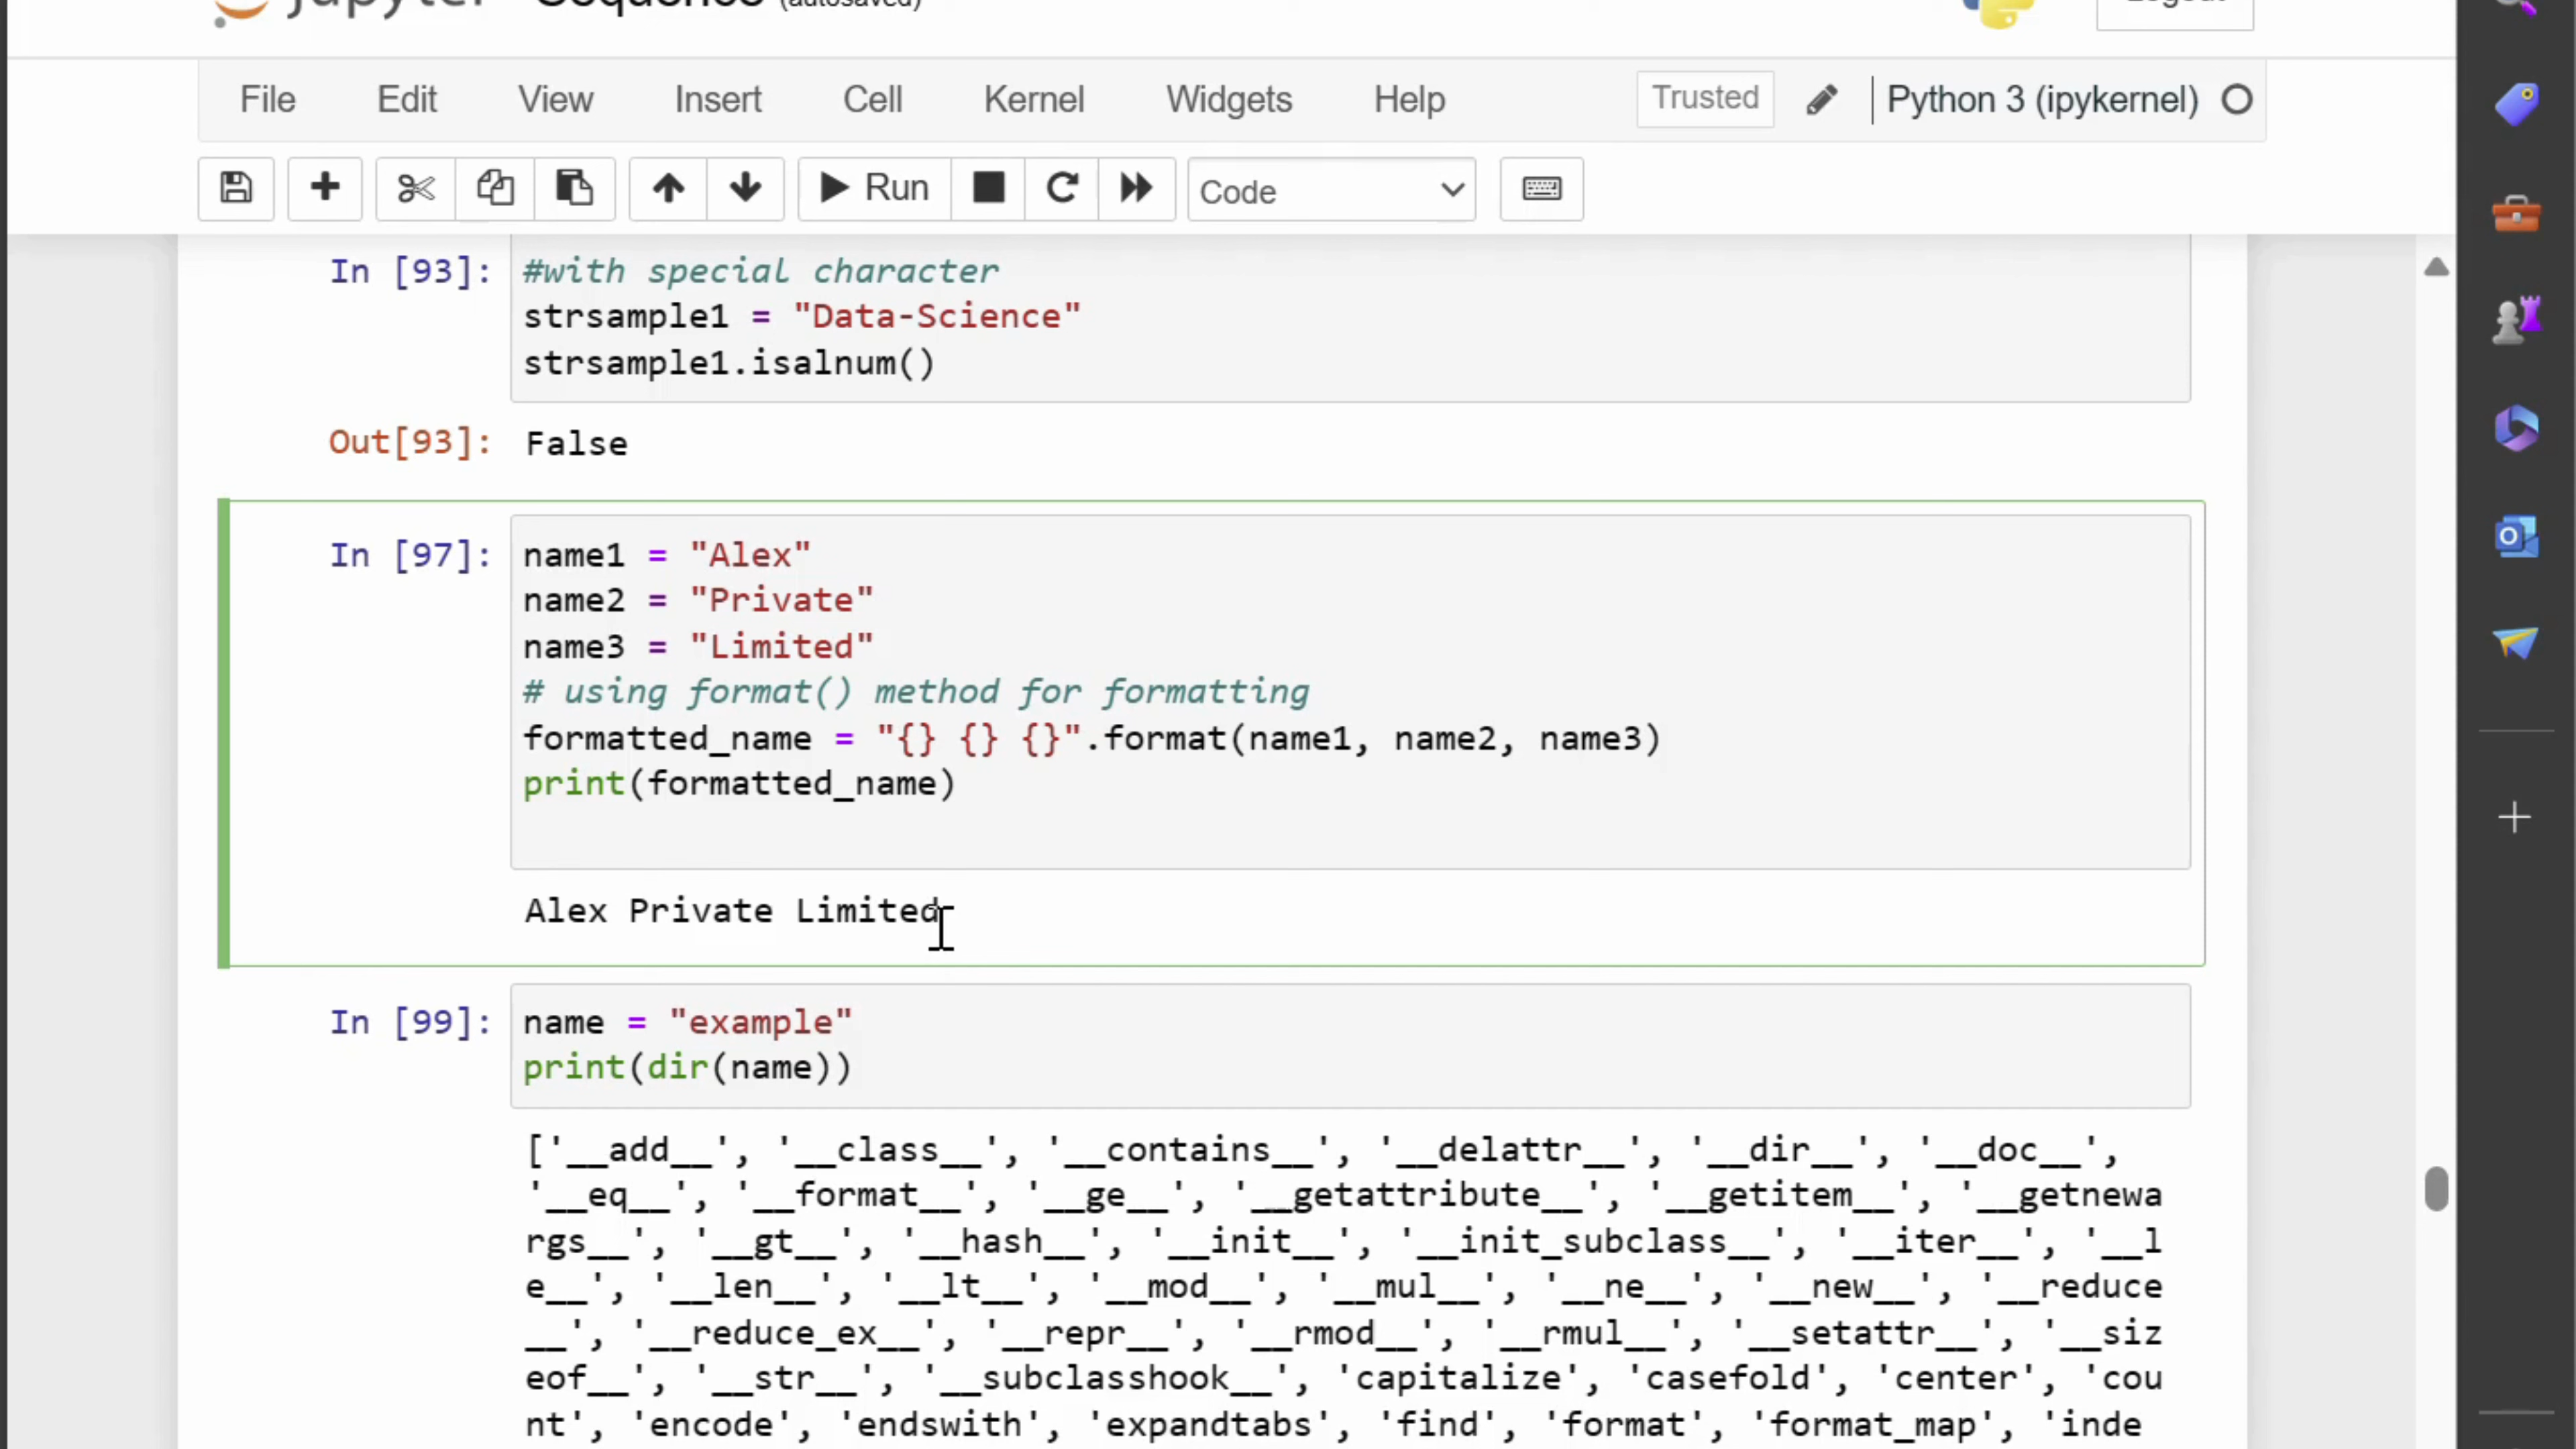 Jupyter Sequence (autosaved)
Logout
File Edit View Insert Cell Kernel Widgets Help Trusted Python 3 (ipykernel)
Run Code
In [93]: #with special character
strsample1 = "Data-Science"
strsample1.isalnum()
Out[93]: False
In [97]: name1 = "Alex"
name2 = "Private"
name3 = "Limited"
# using format() method for formatting
formatted_name = "{} {} {}".format(name1, name2, name3)
print(formatted_name)
Alex Private Limited
In [99]: name = "example"
print(dir(name))
['__add__', '__class__', '__contains__', '__delattr__', '__dir__', '__doc__',
'__eq__', '__format__', '__ge__', '__getattribute__', '__getitem__', '__getnewa
rgs__', '__gt__', '__hash__', '__init__', '__init_subclass__', '__iter__', '__l
e__', '__len__', '__lt__', '__mod__', '__mul__', '__ne__', '__new__', '__reduce
__', '__reduce_ex__', '__repr__', '__rmod__', '__rmul__', '__setattr__', '__siz
eof__', '__str__', '__subclasshook__', 'capitalize', 'casefold', 'center', 'cou
nt', 'encode', 'endswith', 'expandtabs', 'find', 'format', 'format_map', 'inde